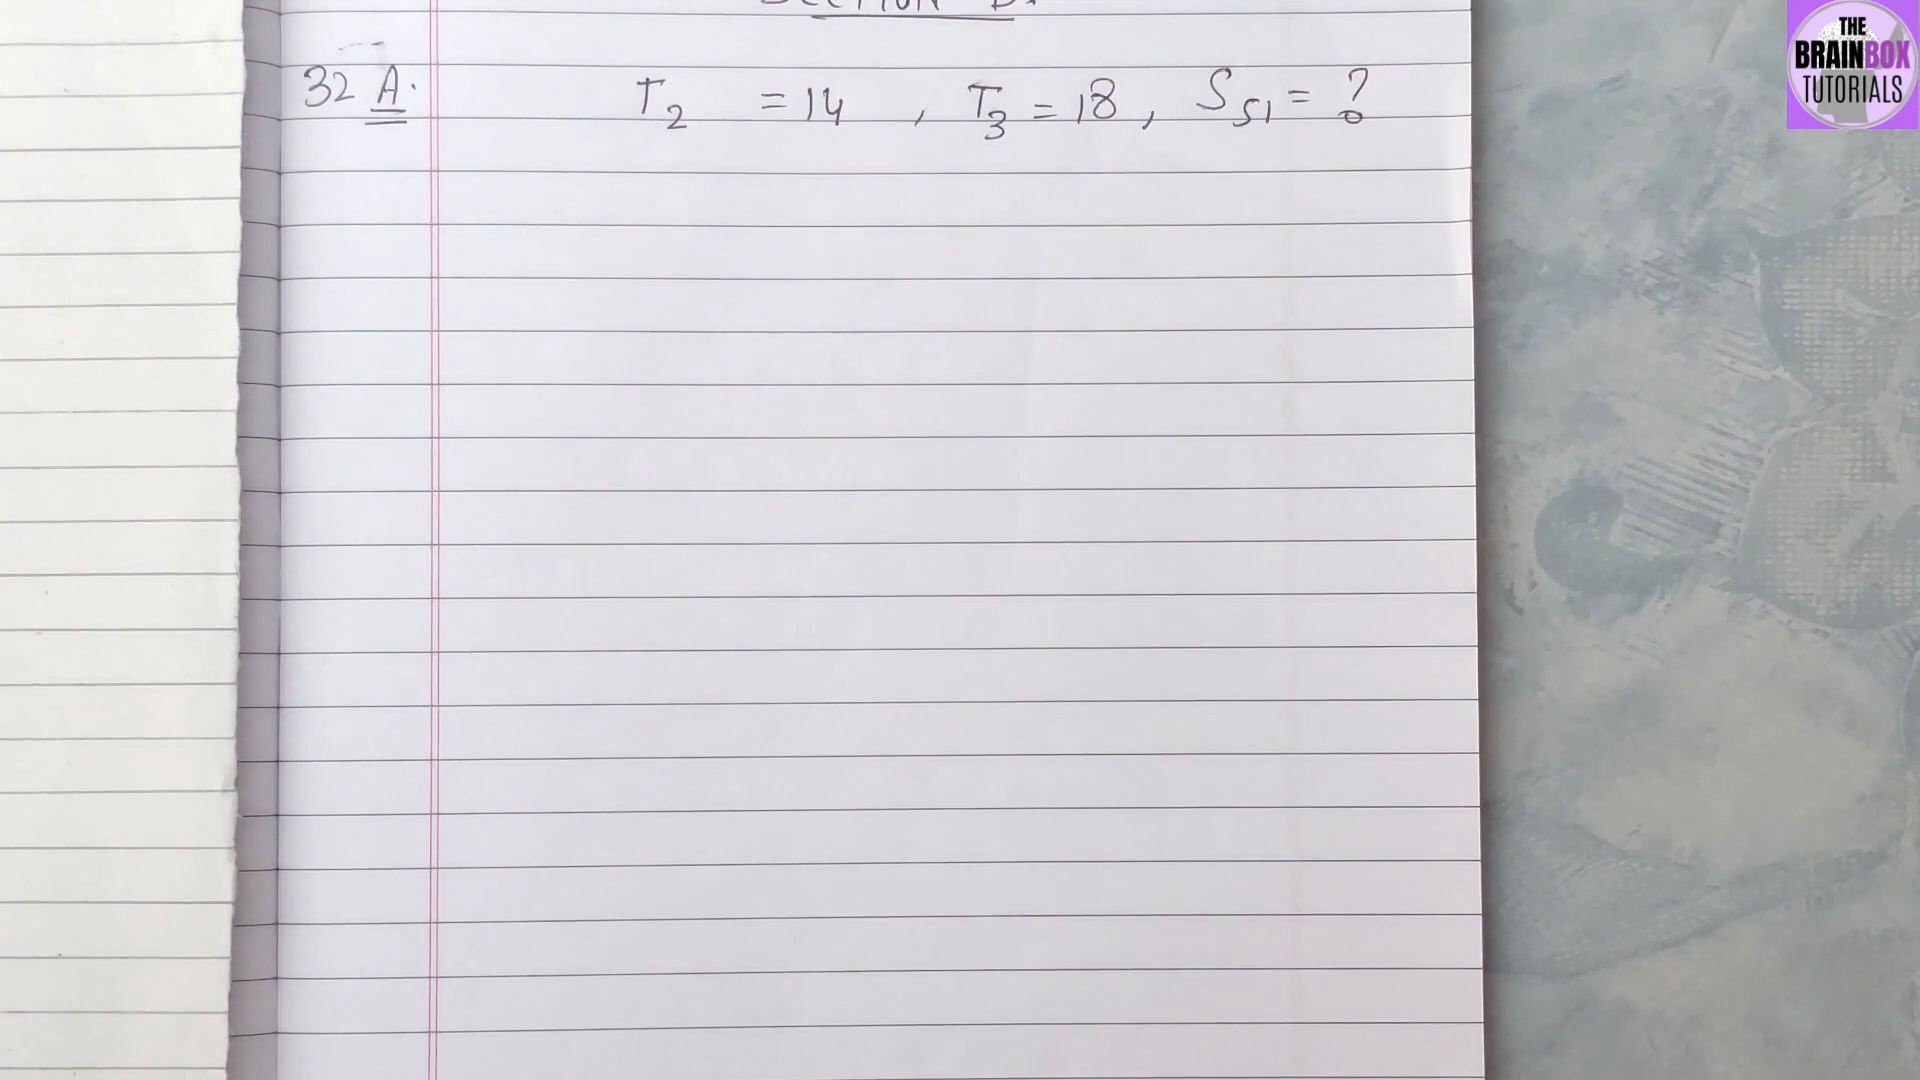 32 A.  T2 = 14 , T3 = 18 , S51 = ?
THE
BRAINBOX
TUTORIALS